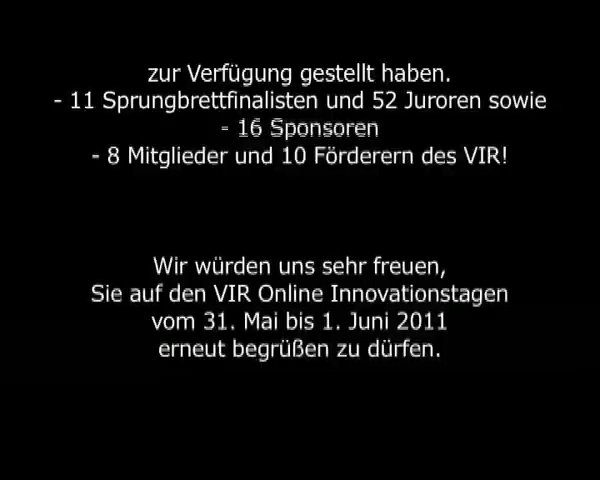 zur Verfügung gestellt haben.
- 11 Sprungbrettfinalisten und 52 Juroren sowie
- 16 Sponsoren
- 8 Mitglieder und 10 Förderern des VIR!
Wir würden uns sehr freuen,
Sie auf den VIR Online Innovationstagen
vom 31. Mai bis 1. Juni 2011
erneut begrüßen zu dürfen.